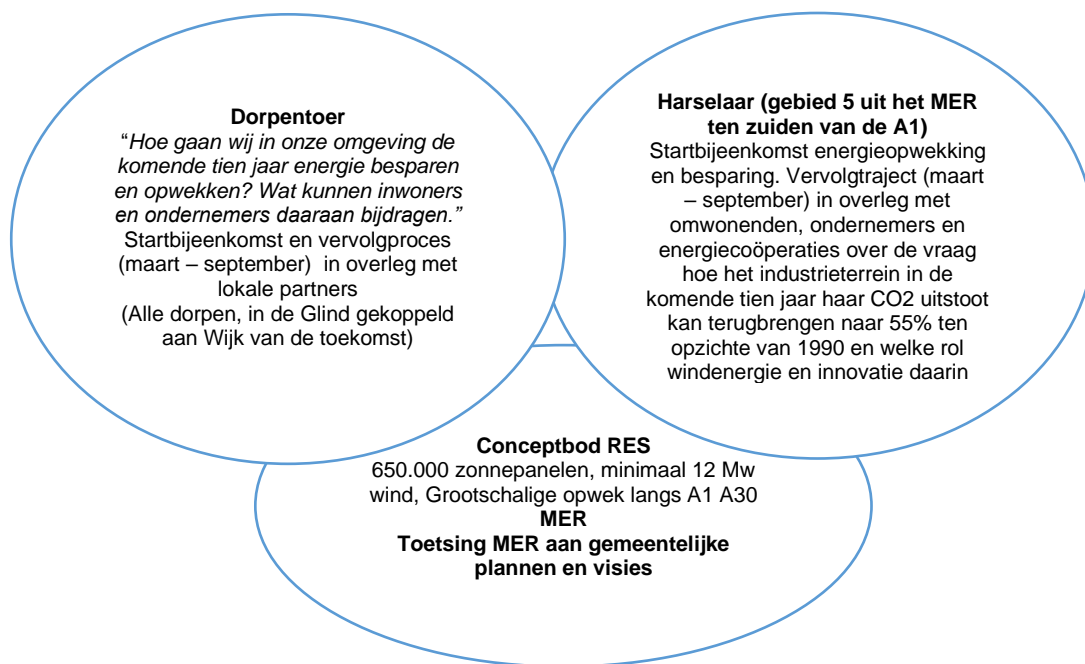 Dorpentoer
“Hoe gaan wij in onze omgeving de
komende tien jaar energie besparen
en opwekken? Wat kunnen inwoners
en ondernemers daaraan bijdragen.”
Startbijeenkomst en vervolgproces
(maart – september)  in overleg met
lokale partners
(Alle dorpen, in de Glind gekoppeld
aan Wijk van de toekomst)
Harselaar (gebied 5 uit het MER
ten zuiden van de A1)
Startbijeenkomst energieopwekking
en besparing. Vervolgtraject (maart
– september) in overleg met
omwonenden, ondernemers en
energiecoöperaties over de vraag
hoe het industrieterrein in de
komende tien jaar haar CO2 uitstoot
kan terugbrengen naar 55% ten
opzichte van 1990 en welke rol
windenergie en innovatie daarin
Conceptbod RES
650.000 zonnepanelen, minimaal 12 Mw
wind, Grootschalige opwek langs A1 A30
MER
Toetsing MER aan gemeentelijke
plannen en visies